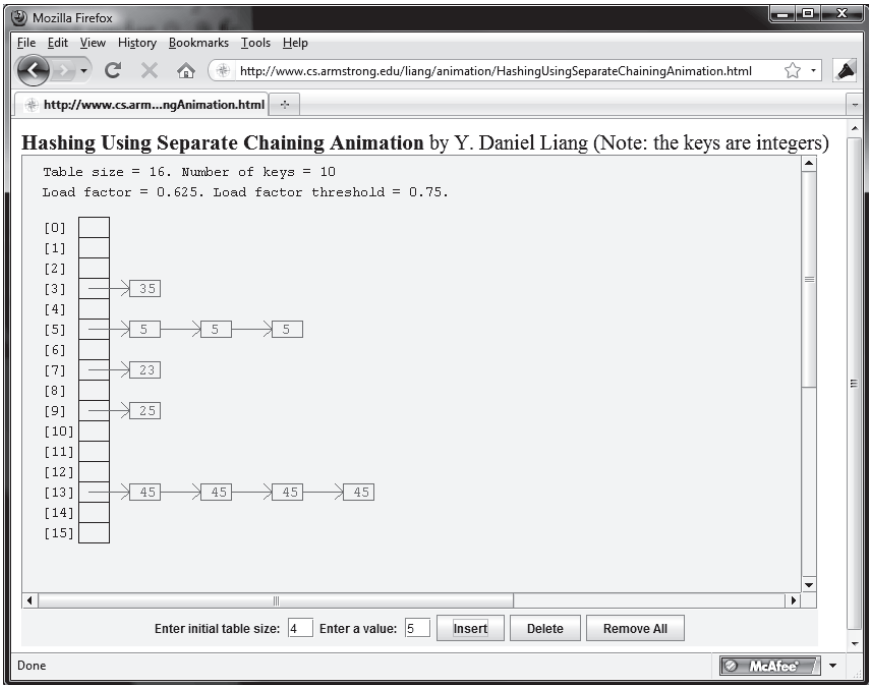 Mozilla Firefox
File Edit View History Bookmarks Tools Help
http://www.cs.armstrong.edu/liang/animation/HashingUsingSeparateChainingAnimation.html
http://www.cs.arm...ngAnimation.html
Hashing Using Separate Chaining Animation by Y. Daniel Liang (Note: the keys are integers)
Table size = 16. Number of keys = 10
Load factor = 0.625. Load factor threshold = 0.75.
[0]
[1]
[2]
[3] 35
[4]
[5] 5 5 5
[6]
[7] 23
[8]
[9] 25
[10]
[11]
[12]
[13] 45 45 45 45
[14]
[15]
Enter initial table size: 4 Enter a value: 5 Insert Delete Remove All
Done McAfee